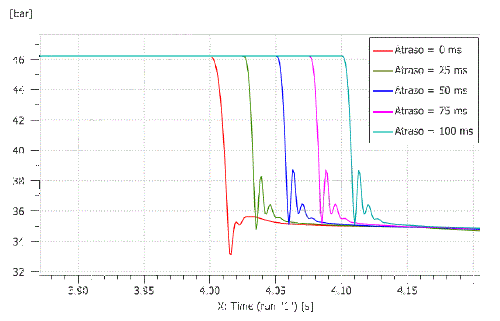 [bar]
46
44
42
40
38
36
34
32
3.90
3.95
4.00
4.05
4.10
4.15
X: Time (run "1") [s]
Atraso = 0 ms
Atraso = 25 ms
Atraso = 50 ms
Atraso = 75 ms
Atraso = 100 ms